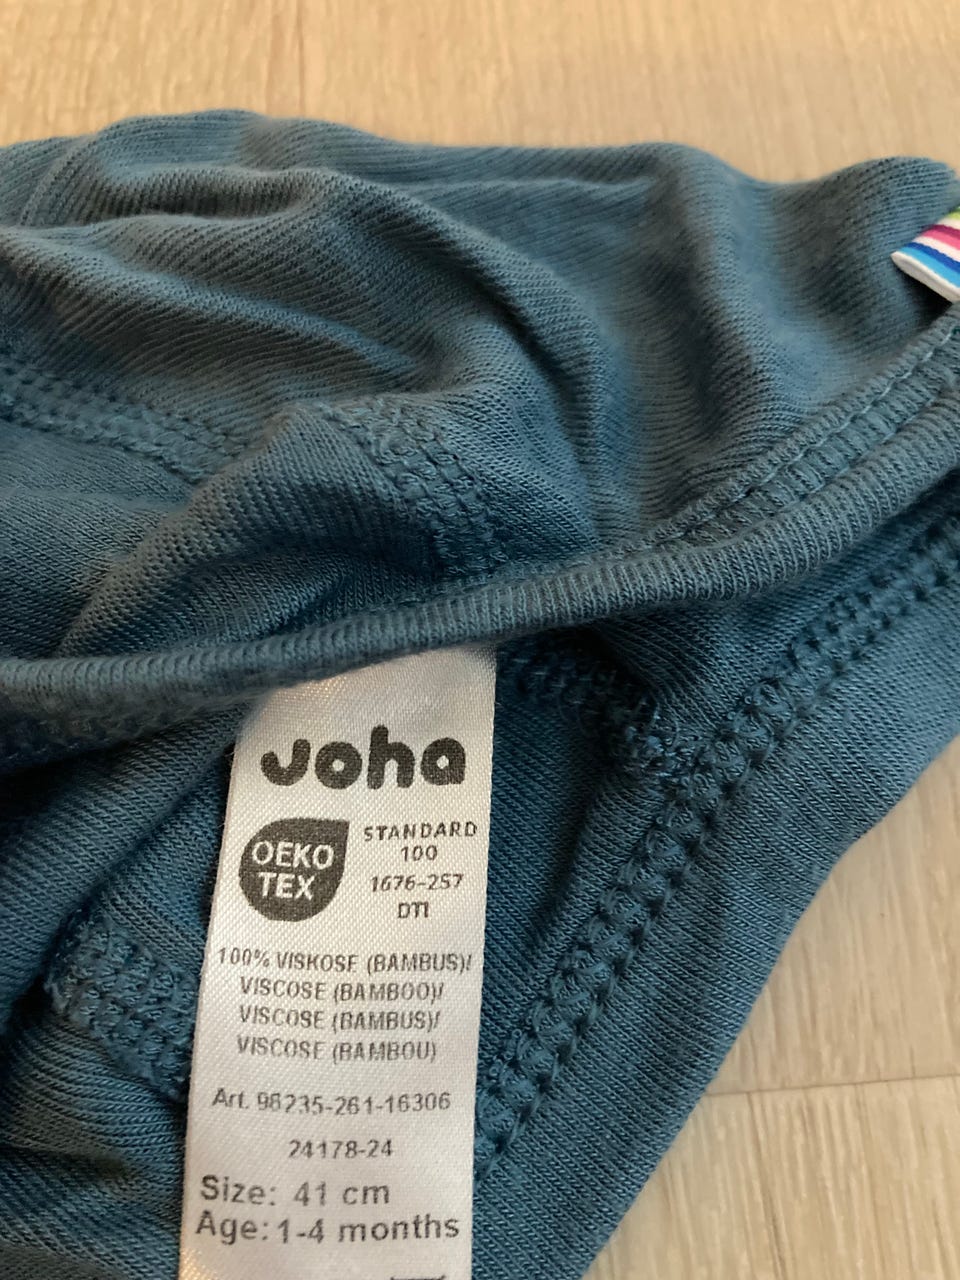 Joha
OEKO
TEX
STANDARD
100
1676-257
DTI
100% VISKOSE (BAMBUS)/
VISCOSE (BAMBOO)/
VISCOSE (BAMBUS)/
VISCOSE (BAMBOU)
Art. 98235-261-16306
24178-24
Size: 41 cm
Age: 1-4 months